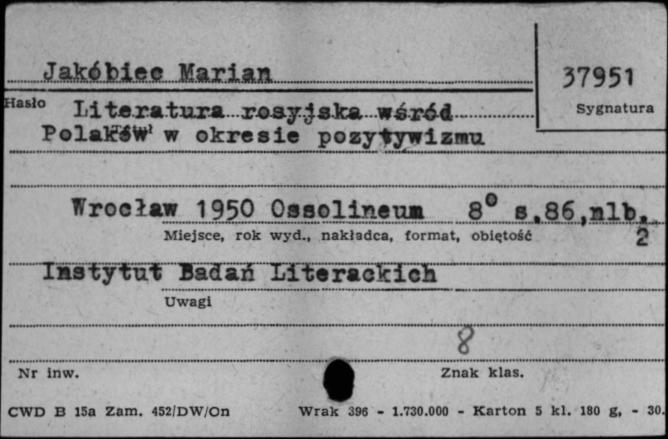 Jakóbiec Marian
37951
Hasło
Sygnatura
Literatura rosyjska wśród
Polaków w okresie pozytywizmu
Wrocław 1950 Ossolineum 8° s.86,nlb.
2
Miejsce, rok wyd., nakładca, format, objętość
Instytut Badań Literackich
Uwagi
8
Nr inw.
Znak klas.
CWD B 15a Zam. 452/DW/On Wrak 396 - 1.730.000 - Karton 5 kl. 180 g, - 30.